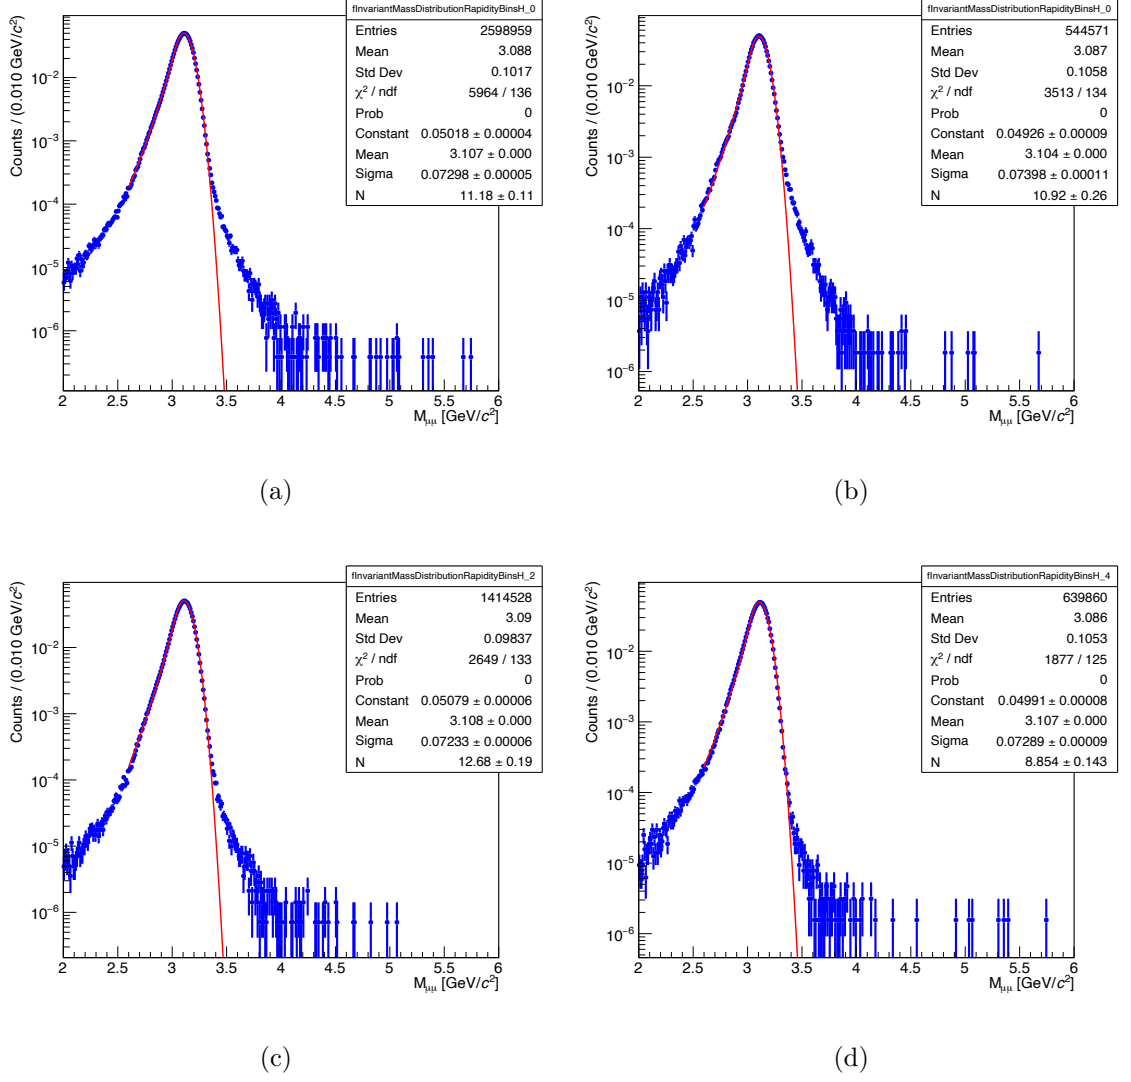 fInvariantMassDistributionRapidityBinsH_0
Entries 2598959
Mean 3.088
Std Dev 0.1017
χ² / ndf 5964 / 136
Prob 0
Constant 0.05018 ± 0.00004
Mean 3.107 ± 0.000
Sigma 0.07298 ± 0.00005
N 11.18 ± 0.11
Counts / (0.010 GeV/c²)
10⁻²
10⁻³
10⁻⁴
10⁻⁵
10⁻⁶
2 2.5 3 3.5 4 4.5 5 5.5 6
M_μμ [GeV/c²]
(a)
fInvariantMassDistributionRapidityBinsH_0
Entries 544571
Mean 3.087
Std Dev 0.1058
χ² / ndf 3513 / 134
Prob 0
Constant 0.04926 ± 0.00009
Mean 3.104 ± 0.000
Sigma 0.07398 ± 0.00011
N 10.92 ± 0.26
Counts / (0.010 GeV/c²)
10⁻²
10⁻³
10⁻⁴
10⁻⁵
10⁻⁶
2 2.5 3 3.5 4 4.5 5 5.5 6
M_μμ [GeV/c²]
(b)
fInvariantMassDistributionRapidityBinsH_2
Entries 1414528
Mean 3.09
Std Dev 0.09837
χ² / ndf 2649 / 133
Prob 0
Constant 0.05079 ± 0.00006
Mean 3.108 ± 0.000
Sigma 0.07233 ± 0.00006
N 12.68 ± 0.19
Counts / (0.010 GeV/c²)
10⁻²
10⁻³
10⁻⁴
10⁻⁵
10⁻⁶
2 2.5 3 3.5 4 4.5 5 5.5 6
M_μμ [GeV/c²]
(c)
fInvariantMassDistributionRapidityBinsH_4
Entries 639860
Mean 3.086
Std Dev 0.1053
χ² / ndf 1877 / 125
Prob 0
Constant 0.04991 ± 0.00008
Mean 3.107 ± 0.000
Sigma 0.07289 ± 0.00009
N 8.854 ± 0.143
Counts / (0.010 GeV/c²)
10⁻²
10⁻³
10⁻⁴
10⁻⁵
10⁻⁶
2 2.5 3 3.5 4 4.5 5 5.5 6
M_μμ [GeV/c²]
(d)